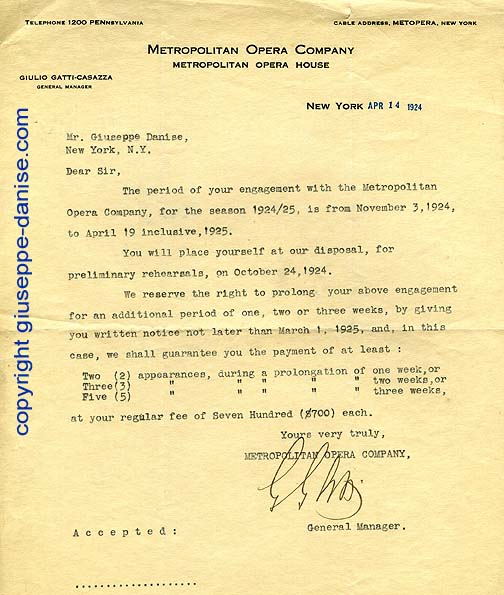 TELEPHONE 1200 PENNSYLVANIA
CABLE ADDRESS, METOPERA, NEW YORK
METROPOLITAN OPERA COMPANY
METROPOLITAN OPERA HOUSE
GIULIO GATTI-CASAZZA
GENERAL MANAGER
NEW YORK APR 14 1924
Mr. Giuseppe Danise,
New York, N.Y.
Dear Sir,
The period of your engagement with the Metropolitan
Opera Company, for the season 1924/25, is from November 3,1924,
to April 19 inclusive,1925.
You will place yourself at our disposal, for
preliminary rehearsals, on October 24,1924.
We reserve the right to prolong your above engagement
for an additional period of one, two or three weeks, by giving
you written notice not later than March 1, 1925, and, in this
case, we shall guarantee you the payment of at least :
Two (2) appearances, during a prolongation of one week,or
Three(3) " " " " " two weeks,or
Five (5) " " " " " three weeks,
at your regular fee of Seven Hundred ($700) each.
Yours very truly,
METROPOLITAN OPERA COMPANY,
General Manager.
Accepted:
....................
copyright giuseppe-danise.com